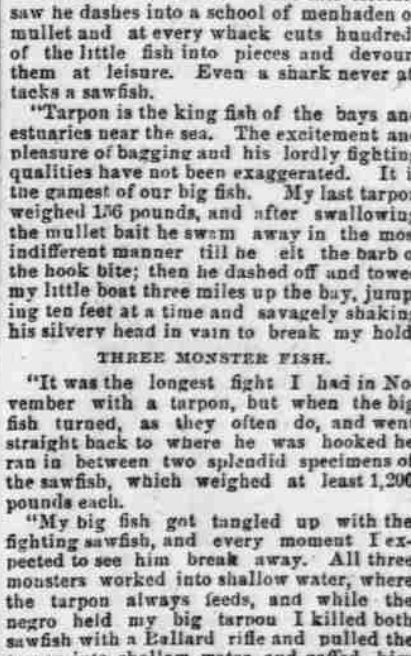 saw he dashes into a school of menhaden o
mullet and at every whack cuts hundred
of the little fish into pieces and devour
them at leisure. Even a shark never at
tacks a sawfish.
"Tarpon is the king fish of the bays an
estuaries near the sea. The excitement an
pleasure of bagging and his lordly fightin
qualities have not been exaggerated. It i
the gamest of our big fish. My last tarpo
weighed 156 pounds, and after swallowin
the mullet bait he swam away in the mos
indifferent manner till he elt the barb o
the hook bite; then he dashed off and towe
my little boat three miles up the bay, jump
ing ten feet at a time and savagely shakin
his silvery head in vain to break my hold
THREE MONSTER FISH.
"It was the longest fight I had in No
vember with a tarpon, but when the big
fish turned, as they often do, and went
straight back to where he was hooked he
ran in between two splendid specimens of
the sawfish, which weighed at least 1,200
pounds each.
"My big fish got tangled up with the
fighting sawfish, and every moment I ex-
pected to see him break away. All three
monsters worked into shallow water, where
the tarpon always feeds, and while the
negro held my big tarpon I killed both
sawfish with a Ballard rifle and pulled the
into shallow water and gaffed him